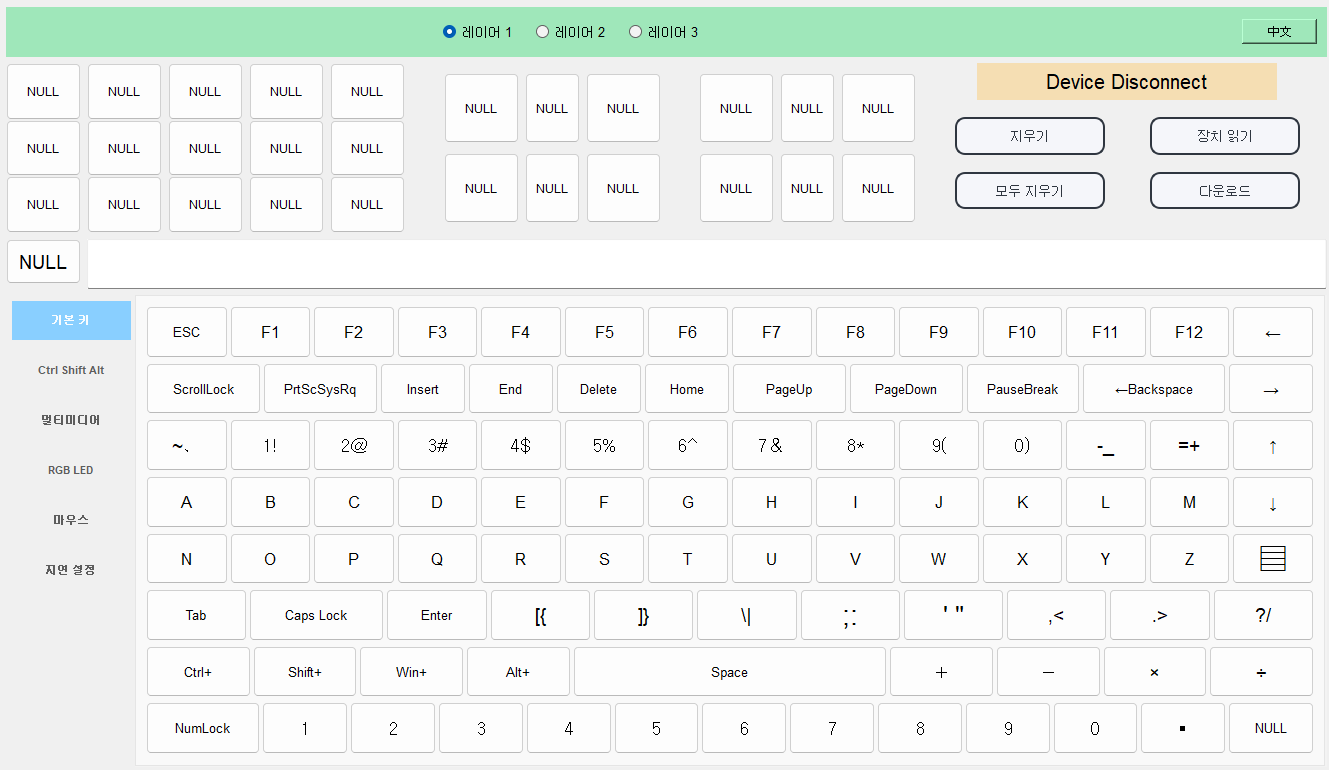 레이어 1 레이어 2 레이어 3 中文
NULL NULL NULL NULL NULL
NULL NULL NULL NULL NULL
NULL NULL NULL NULL NULL
NULL NULL NULL NULL NULL NULL
NULL NULL NULL NULL NULL NULL
Device Disconnect
지우기 장치 읽기
모두 지우기 다운로드
NULL
기본 키
Ctrl Shift Alt
멀티미디어
RGB LED
마우스
지연 설정
ESC F1 F2 F3 F4 F5 F6 F7 F8 F9 F10 F11 F12 ←
ScrollLock PrtScSysRq Insert End Delete Home PageUp PageDown PauseBreak ←Backspace →
~、 1! 2@ 3# 4$ 5% 6^ 7& 8* 9( 0) -_ =+ ↑
A B C D E F G H I J K L M ↓
N O P Q R S T U V W X Y Z
Tab Caps Lock Enter [{ ]} \| ;: ' " ,< .> ?/
Ctrl+ Shift+ Win+ Alt+ Space + － × ÷
NumLock 1 2 3 4 5 6 7 8 9 0 ▪ NULL